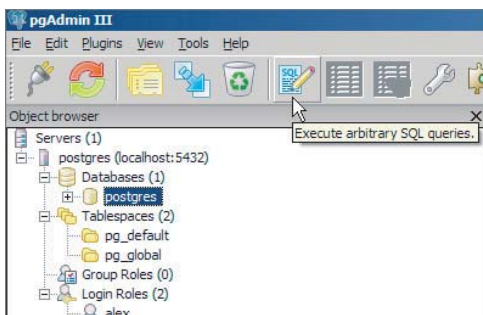 pgAdmin III
File Edit Plugins View Tools Help
SQL
Object browser
Execute arbitrary SQL queries.
Servers (1)
postgres (localhost:5432)
Databases (1)
postgres
Tablespaces (2)
pg_default
pg_global
Group Roles (0)
Login Roles (2)
alex